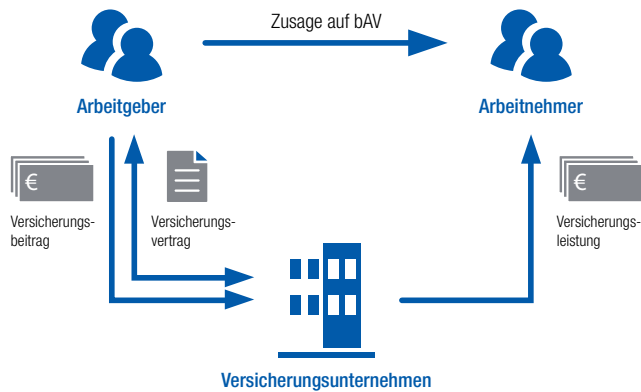 Zusage auf bAV
Arbeitgeber
Arbeitnehmer
€
Versicherungs-
beitrag
Versicherungs-
vertrag
€
Versicherungs-
leistung
Versicherungsunternehmen